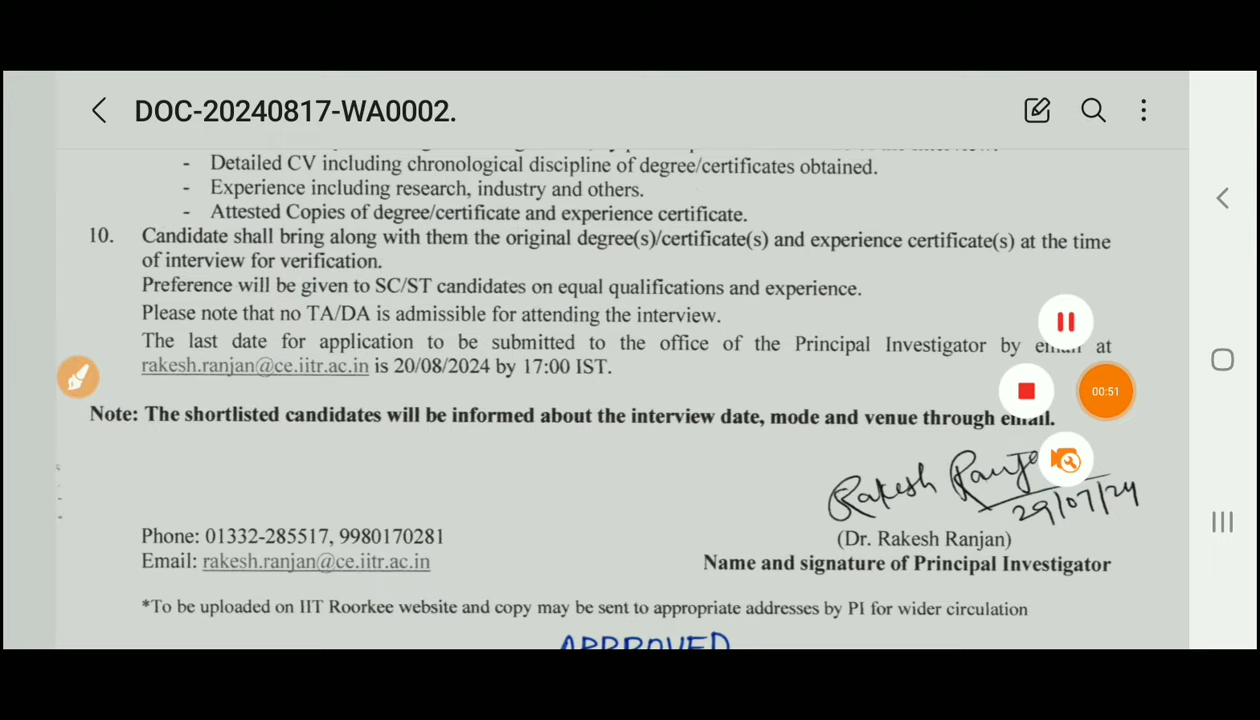 DOC-20240817-WA0002.
- Detailed CV including chronological discipline of degree/certificates obtained.
- Experience including research, industry and others.
- Attested Copies of degree/certificate and experience certificate.
10. Candidate shall bring along with them the original degree(s)/certificate(s) and experience certificate(s) at the time
of interview for verification.
Preference will be given to SC/ST candidates on equal qualifications and experience.
Please note that no TA/DA is admissible for attending the interview.
The last date for application to be submitted to the office of the Principal Investigator by email at
rakesh.ranjan@ce.iitr.ac.in is 20/08/2024 by 17:00 IST.
00:51
Note: The shortlisted candidates will be informed about the interview date, mode and venue through email.
Rakesh Ranja
29/07/24
Phone: 01332-285517, 9980170281
(Dr. Rakesh Ranjan)
Email: rakesh.ranjan@ce.iitr.ac.in
Name and signature of Principal Investigator
*To be uploaded on IIT Roorkee website and copy may be sent to appropriate addresses by PI for wider circulation
APPROVED